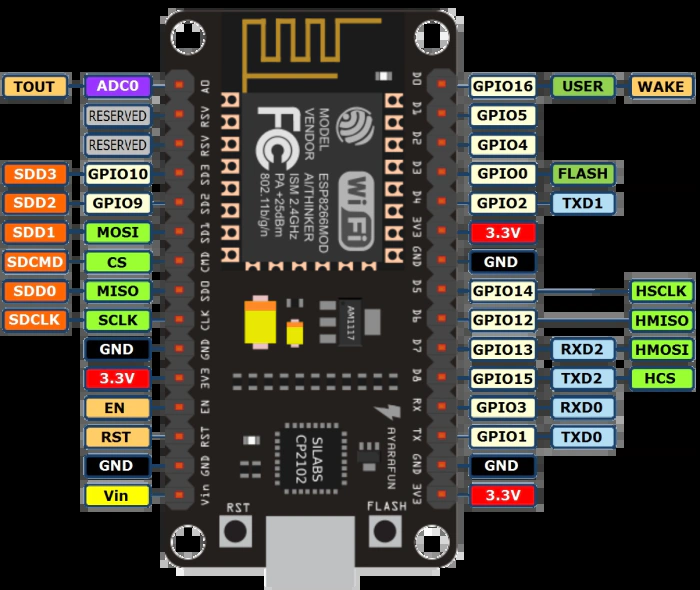 TOUT ADC0 A0 D0 GPIO16 USER WAKE
RESERVED RSV D1 GPIO5
RESERVED RSV D2 GPIO4
SDD3 GPIO10 SD3 D3 GPIO0 FLASH
SDD2 GPIO9 SD2 D4 GPIO2 TXD1
SDD1 MOSI SD1 3V3 3.3V
SDCMD CS CMD GND GND
SDD0 MISO SD0 D5 GPIO14 HSCLK
SDCLK SCLK CLK D6 GPIO12 HMISO
GND GND D7 GPIO13 RXD2 HMOSI
3.3V 3V3 D8 GPIO15 TXD2 HCS
EN EN RX GPIO3 RXD0
RST RST TX GPIO1 TXD0
GND GND GND GND
Vin Vin 3V3 3.3V
MODEL ESP8266MOD
VENDOR AI/THINKER
ISM 2.4GHz
PA +25dBm
802.11b/g/n
FC
Wi Fi
AM1117
SILABS
CP2102
AYARAFUN
RST
FLASH